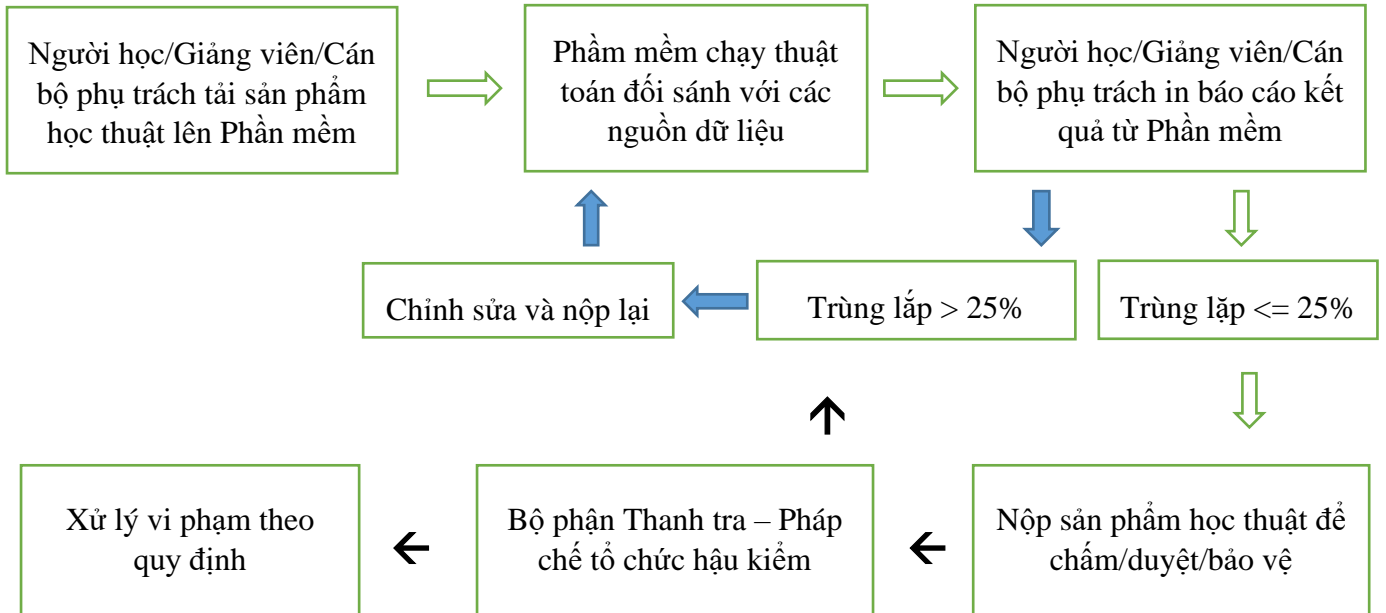 Người học/Giảng viên/Cán
bộ phụ trách tải sản phẩm
học thuật lên Phần mềm
Phầm mềm chạy thuật
toán đối sánh với các
nguồn dữ liệu
Người học/Giảng viên/Cán
bộ phụ trách in báo cáo kết
quả từ Phần mềm
Chỉnh sửa và nộp lại
Trùng lắp > 25%
Trùng lặp <= 25%
Xử lý vi phạm theo
quy định
Bộ phận Thanh tra – Pháp
chế tổ chức hậu kiểm
Nộp sản phẩm học thuật để
chấm/duyệt/bảo vệ